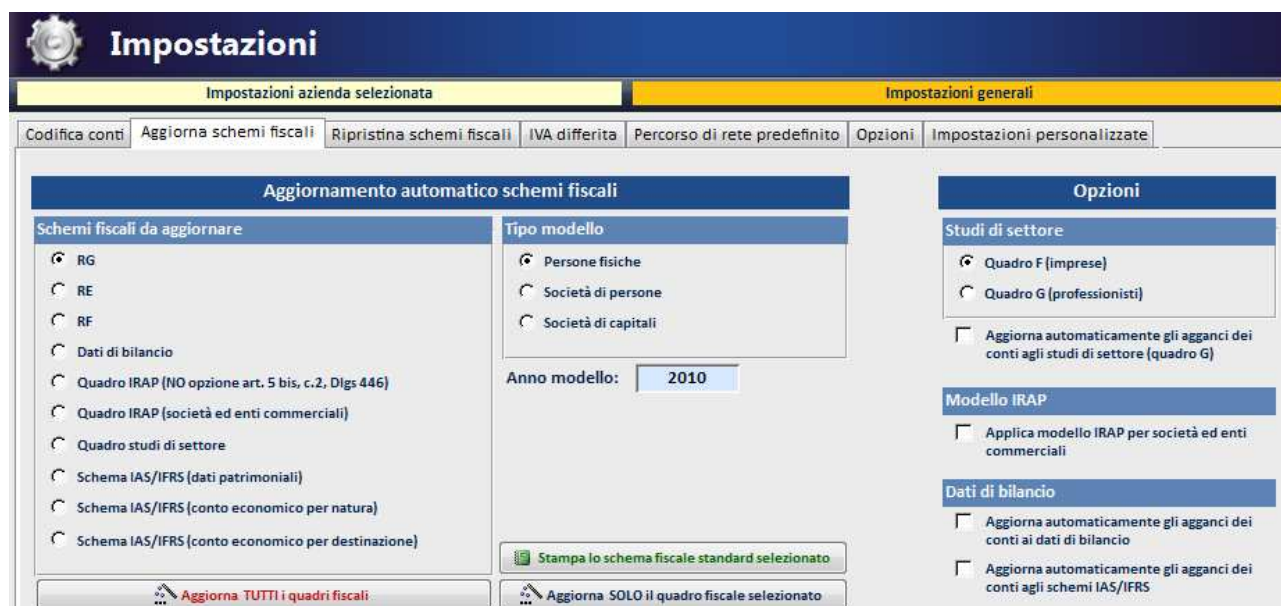 Impostazioni
Impostazioni azienda selezionata
Impostazioni generali
Codifica conti
Aggiorna schemi fiscali
Ripristina schemi fiscali
IVA differita
Percorso di rete predefinito
Opzioni
Impostazioni personalizzate
Aggiornamento automatico schemi fiscali
Schemi fiscali da aggiornare
RG
RE
RF
Dati di bilancio
Quadro IRAP (NO opzione art. 5 bis, c.2, Dlgs 446)
Quadro IRAP (società ed enti commerciali)
Quadro studi di settore
Schema IAS/IFRS (dati patrimoniali)
Schema IAS/IFRS (conto economico per natura)
Schema IAS/IFRS (conto economico per destinazione)
Aggiorna TUTTI i quadri fiscali
Tipo modello
Persone fisiche
Società di persone
Società di capitali
Anno modello: 2010
Stampa lo schema fiscale standard selezionato
Aggiorna SOLO il quadro fiscale selezionato
Opzioni
Studi di settore
Quadro F (imprese)
Quadro G (professionisti)
Aggiorna automaticamente gli agganci dei
conti agli studi di settore (quadro G)
Modello IRAP
Applica modello IRAP per società ed enti
commerciali
Dati di bilancio
Aggiorna automaticamente gli agganci dei
conti ai dati di bilancio
Aggiorna automaticamente gli agganci dei
conti agli schemi IAS/IFRS